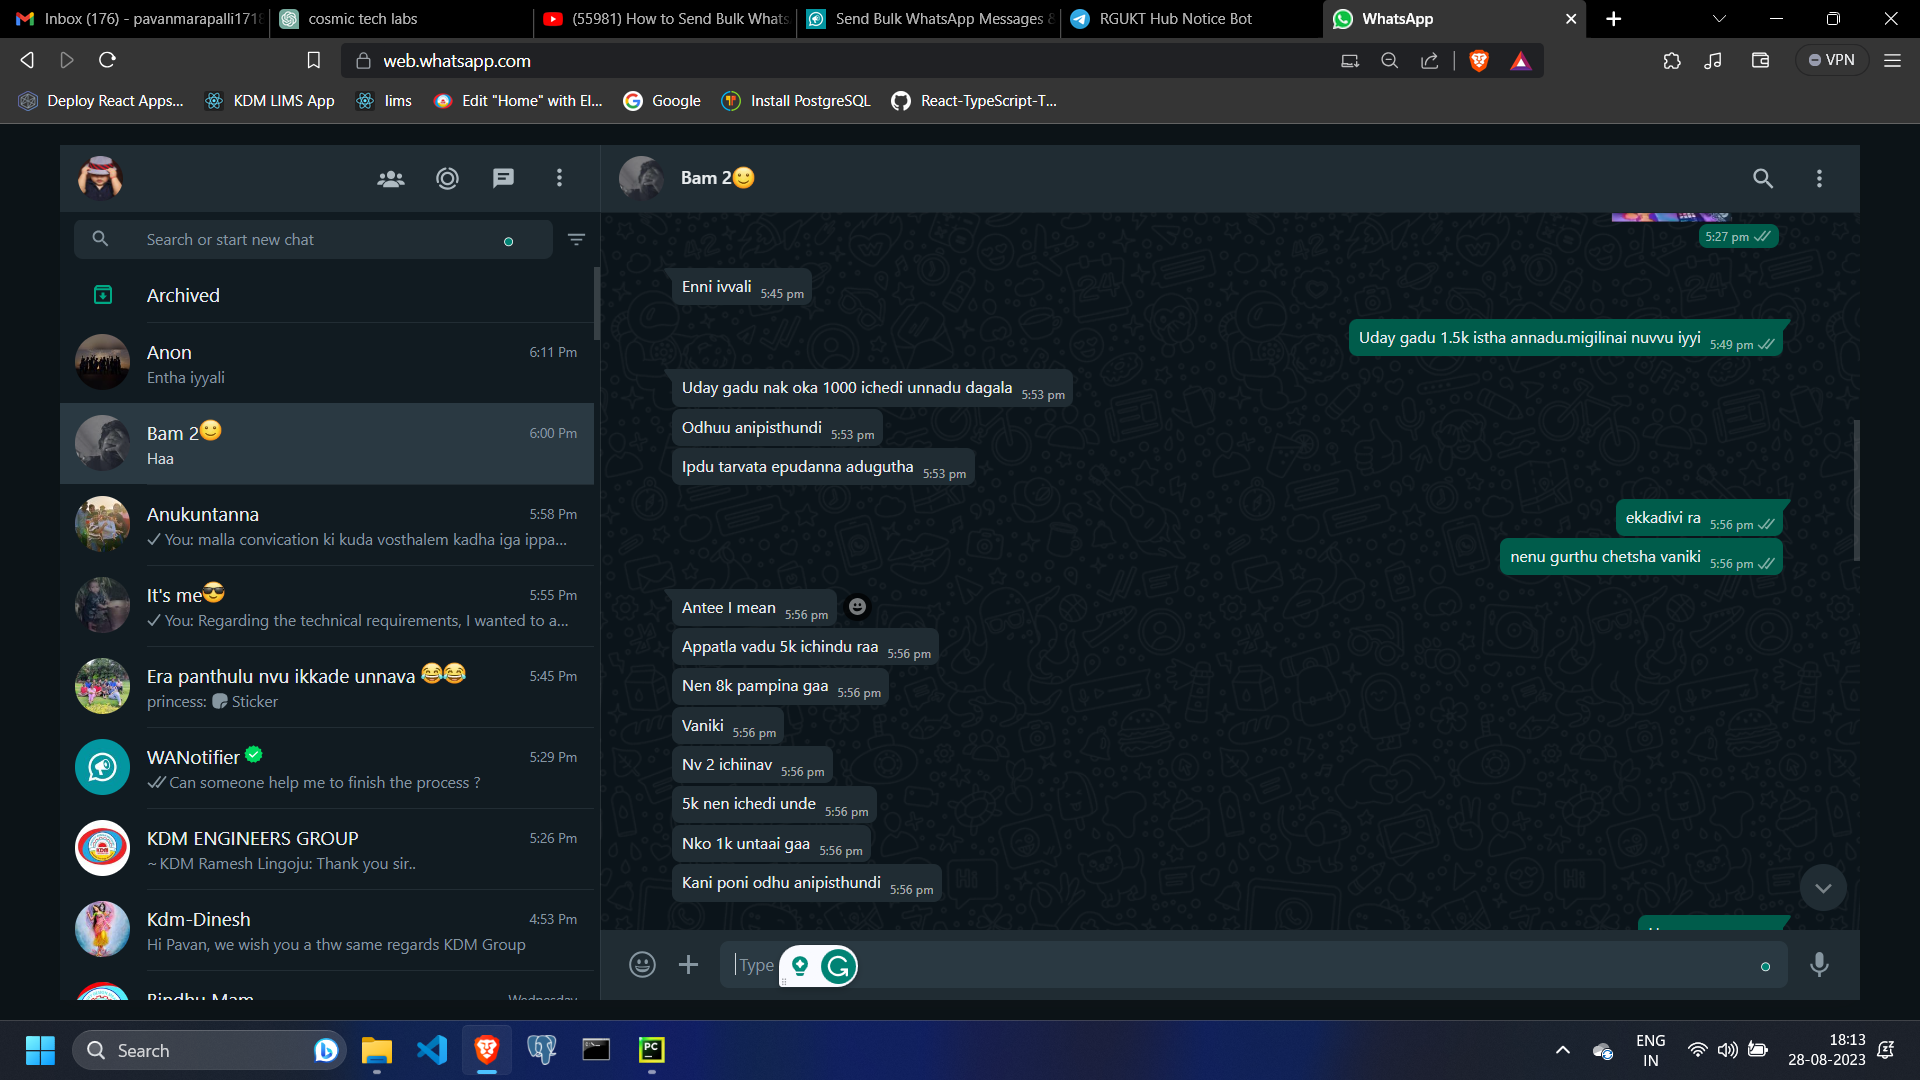 Inbox (176) - pavanmarapalli1718
cosmic tech labs
(55981) How to Send Bulk Whats
Send Bulk WhatsApp Messages &
RGUKT Hub Notice Bot
WhatsApp
web.whatsapp.com
VPN
Deploy React Apps...
KDM LIMS App
lims
Edit "Home" with El...
Google
Install PostgreSQL
React-TypeScript-T...
Search or start new chat
Archived
Anon
6:11 Pm
Entha iyyali
Bam 2
6:00 Pm
Haa
Anukuntanna
5:58 Pm
You: malla convication ki kuda vosthalem kadha iga ippa...
It's me
5:55 Pm
You: Regarding the technical requirements, I wanted to a...
Era panthulu nvu ikkade unnava 😂😂
5:45 Pm
princess: Sticker
WANotifier
5:29 Pm
Can someone help me to finish the process ?
KDM ENGINEERS GROUP
5:26 Pm
~ KDM Ramesh Lingoju: Thank you sir..
Kdm-Dinesh
4:53 Pm
Hi Pavan, we wish you a thw same regards KDM Group
Bindhu Mam
Wednesday
Bam 2
5:27 pm
Enni ivvali 5:45 pm
Uday gadu 1.5k istha annadu.migilinai nuvvu iyyi 5:49 pm
Uday gadu nak oka 1000 ichedi unnadu dagala 5:53 pm
Odhuu anipisthundi 5:53 pm
Ipdu tarvata epudanna adugutha 5:53 pm
ekkadivi ra 5:56 pm
nenu gurthu chetsha vaniki 5:56 pm
Antee I mean 5:56 pm
Appatla vadu 5k ichindu raa 5:56 pm
Nen 8k pampina gaa 5:56 pm
Vaniki 5:56 pm
Nv 2 ichiinav 5:56 pm
5k nen ichedi unde 5:56 pm
Nko 1k untaai gaa 5:56 pm
Kani poni odhu anipisthundi 5:56 pm
Type
Search
PC
ENG
IN
18:13
28-08-2023